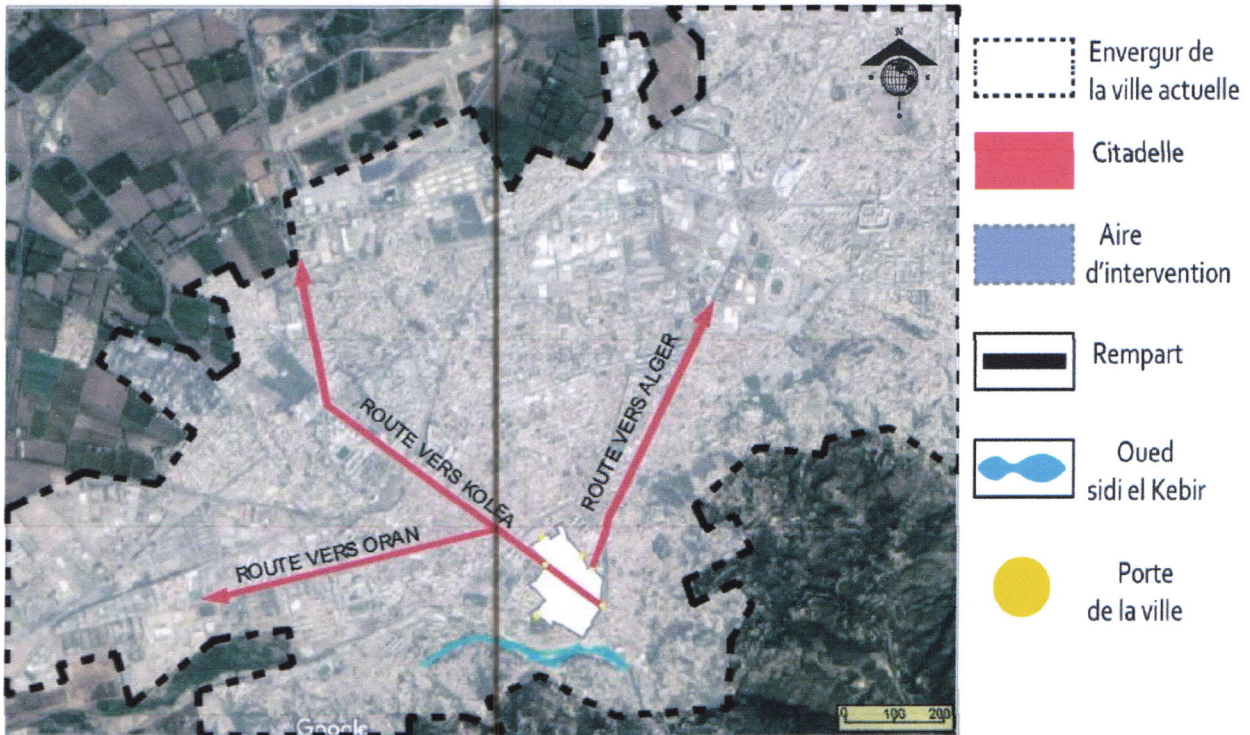 N
ROUTE VERS KOLEA
ROUTE VERS ALGER
ROUTE VERS ORAN
Google
0 100 200
Envergur de
la ville actuelle
Citadelle
Aire
d'intervention
Rempart
Oued
sidi el Kebir
Porte
de la ville